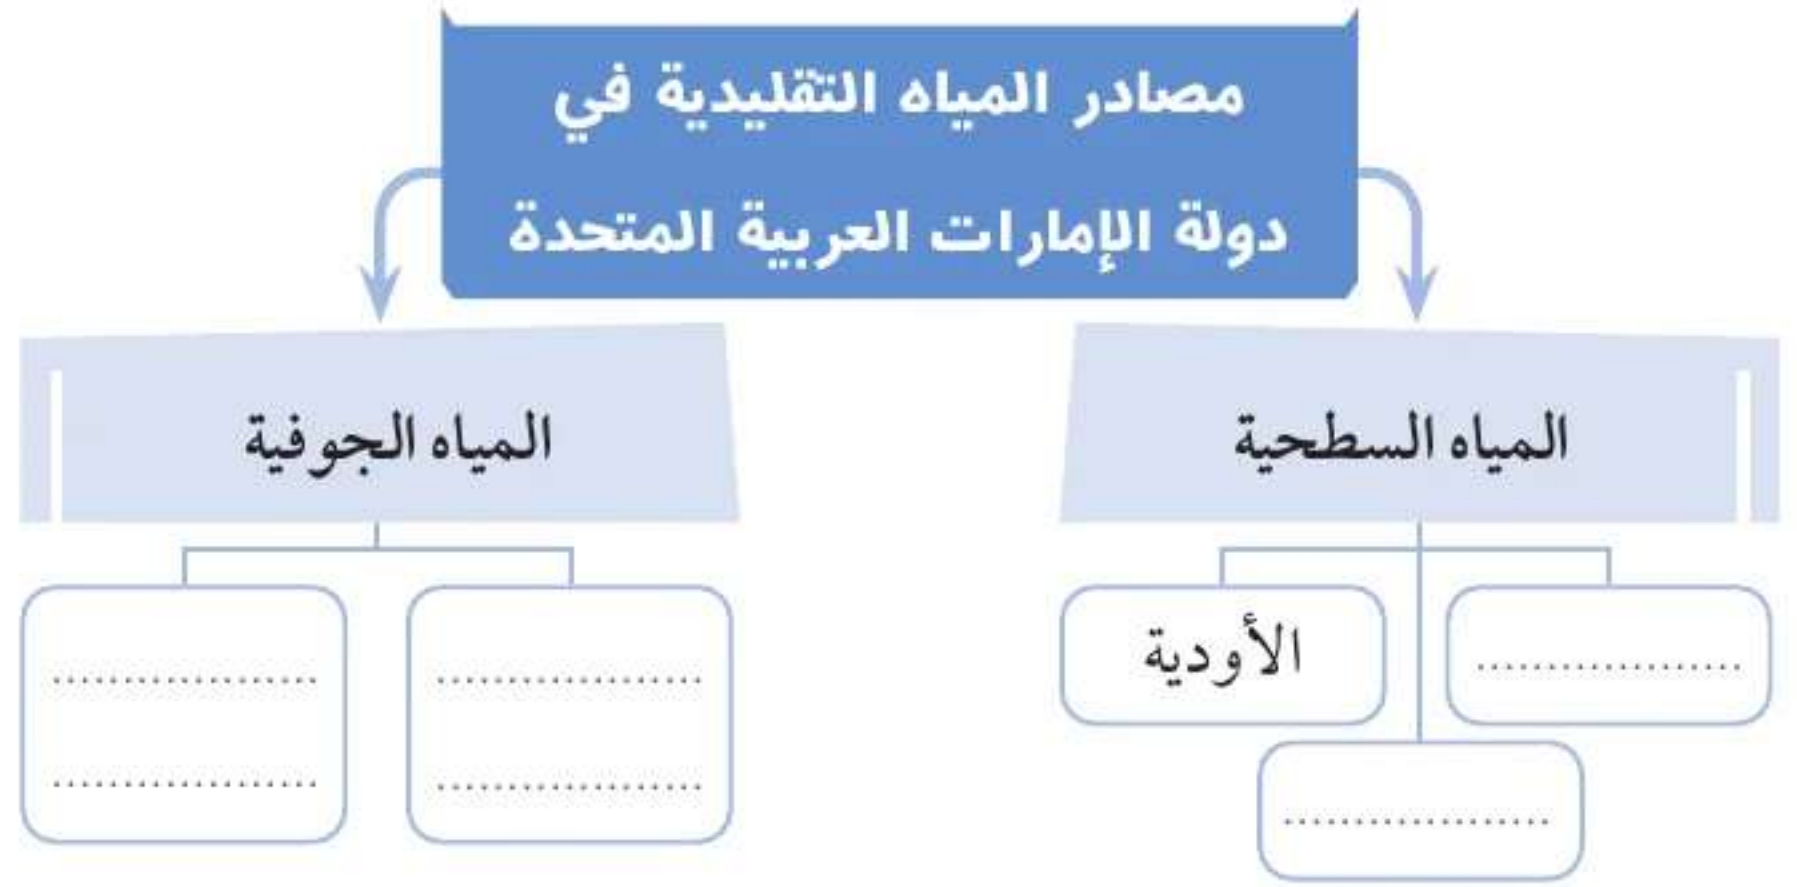 مصادر المياه التقليدية في
دولة الإمارات العربية المتحدة
المياه السطحية
المياه الجوفية
الأودية